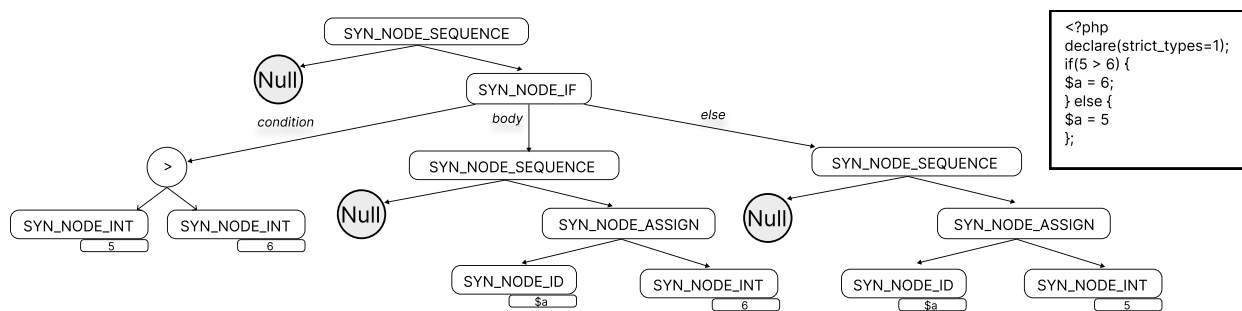 SYN_NODE_SEQUENCE
Null
SYN_NODE_IF
condition
body
else
>
SYN_NODE_SEQUENCE
SYN_NODE_SEQUENCE
SYN_NODE_INT
5
SYN_NODE_INT
6
Null
SYN_NODE_ASSIGN
Null
SYN_NODE_ASSIGN
SYN_NODE_ID
$a
SYN_NODE_INT
6
SYN_NODE_ID
$a
SYN_NODE_INT
5
<?php
declare(strict_types=1);
if(5 > 6) {
$a = 6;
} else {
$a = 5
};